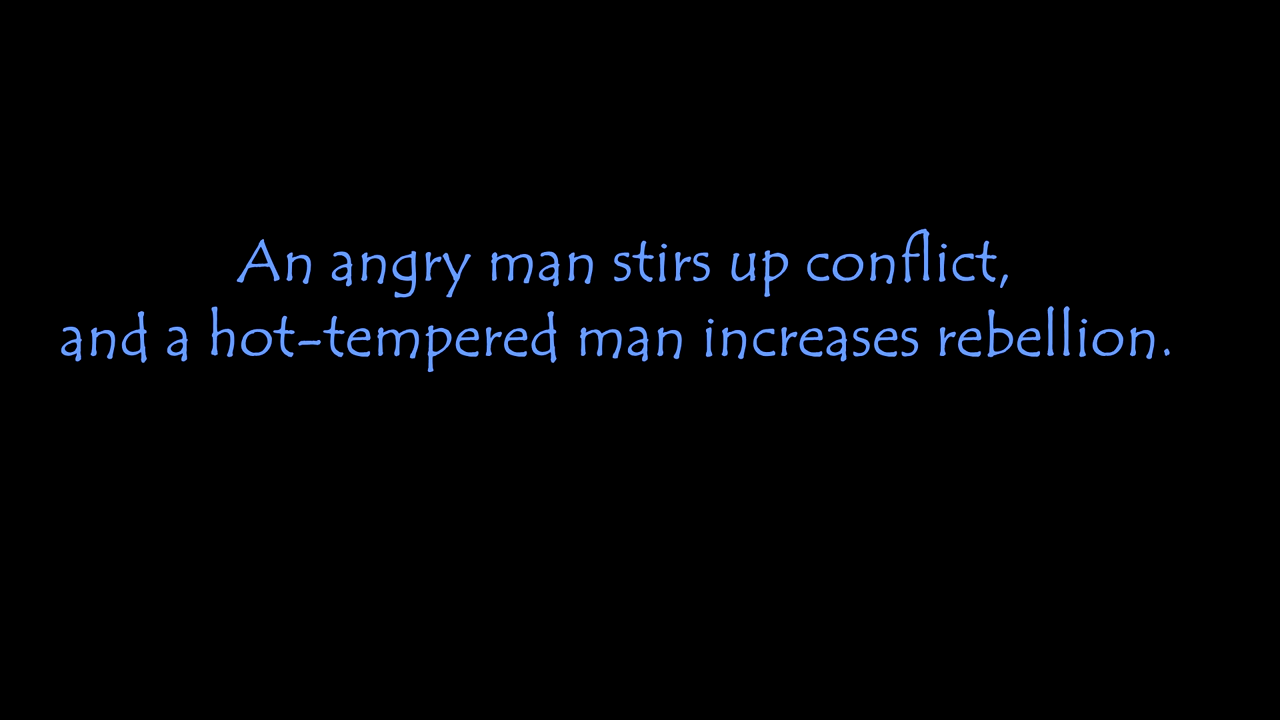 An angry man stirs up conflict,
and a hot-tempered man increases rebellion.